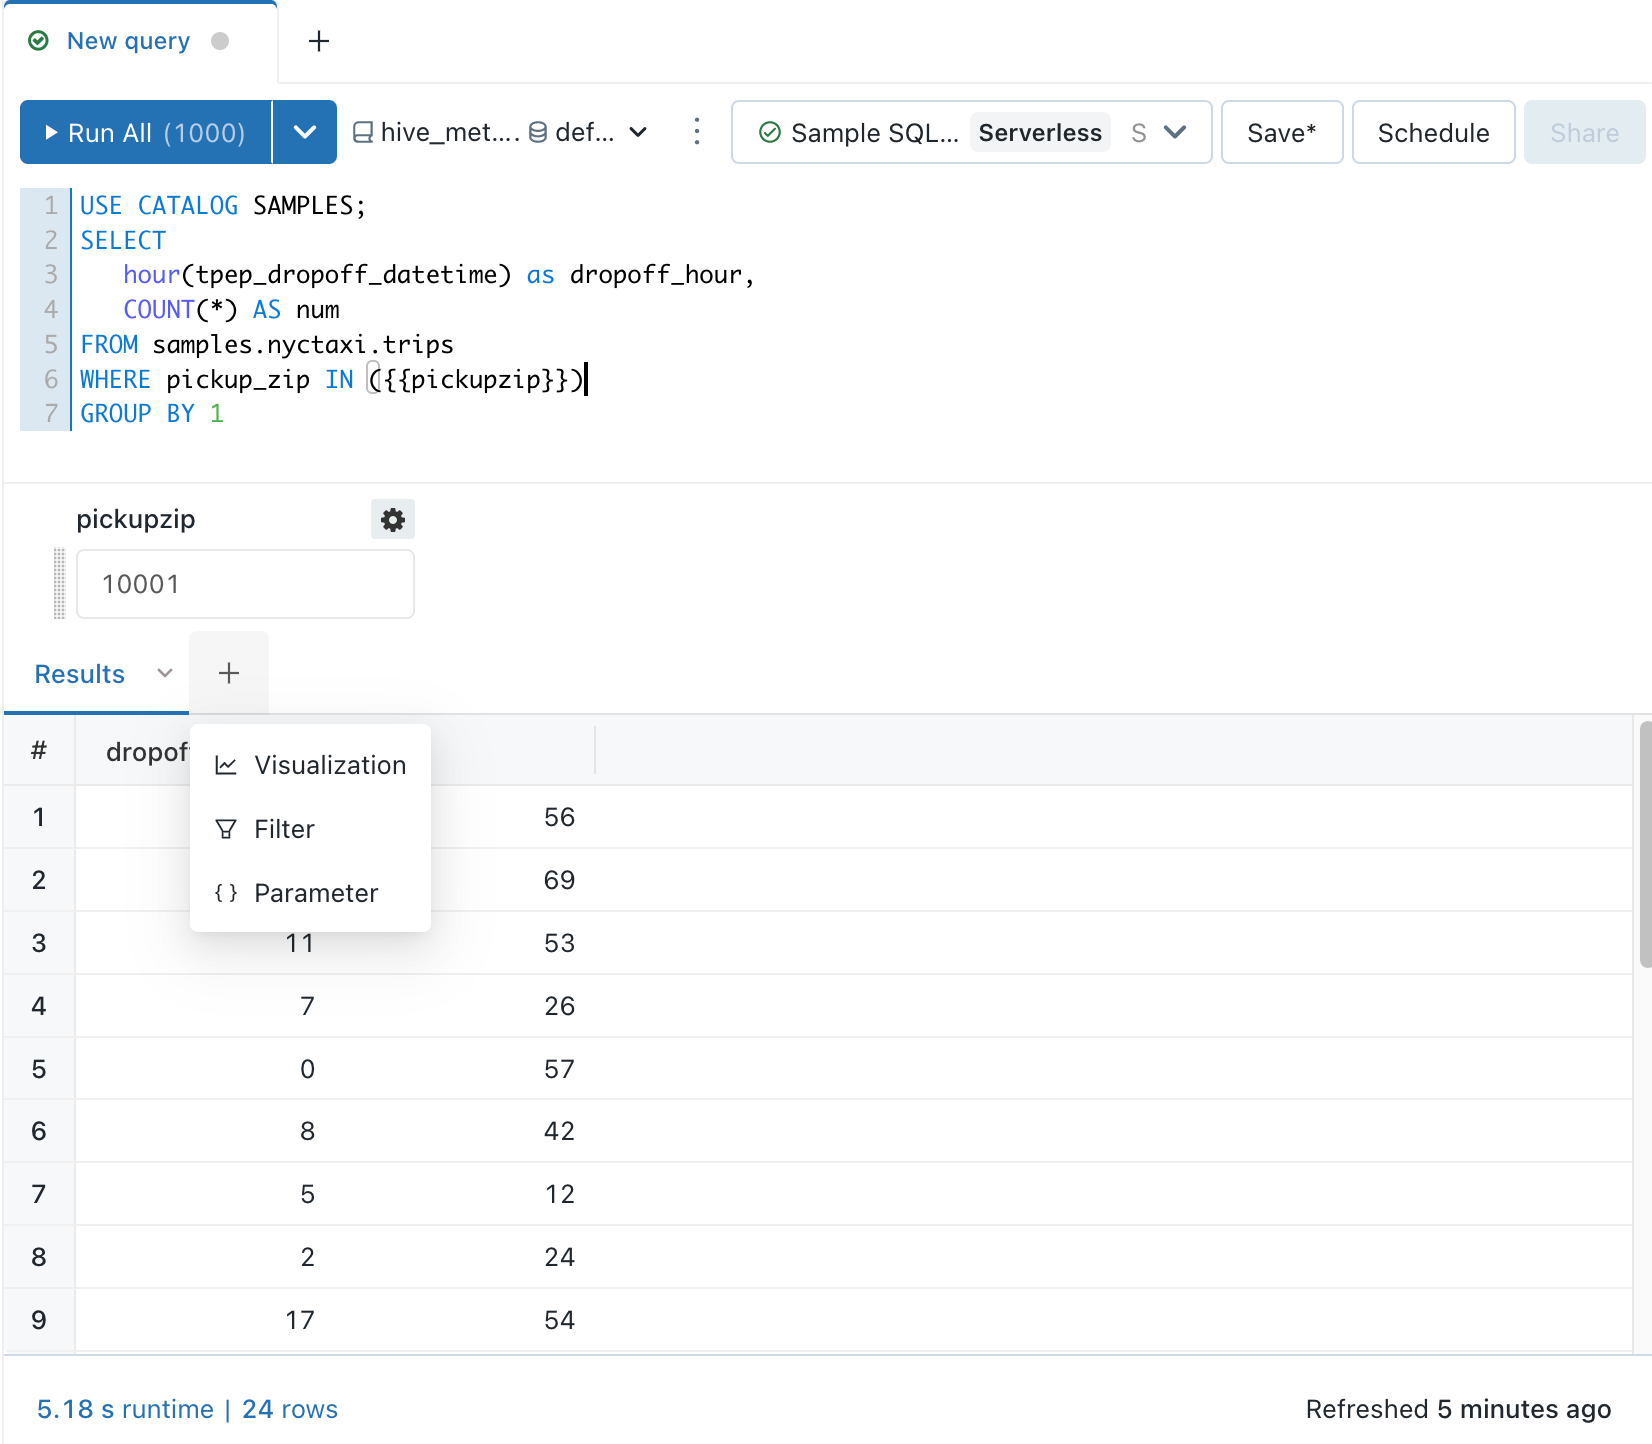 New query
Run All (1000) hive_met.... def... Sample SQL... Serverless S Save* Schedule Share
1 USE CATALOG SAMPLES;
2 SELECT
3 hour(tpep_dropoff_datetime) as dropoff_hour,
4 COUNT(*) AS num
5 FROM samples.nyctaxi.trips
6 WHERE pickup_zip IN ({{pickupzip}})
7 GROUP BY 1
pickupzip
10001
Results
# dropof
Visualization
1 56
Filter
2 69
{ } Parameter
3 11 53
4 7 26
5 0 57
6 8 42
7 5 12
8 2 24
9 17 54
5.18 s runtime | 24 rows Refreshed 5 minutes ago